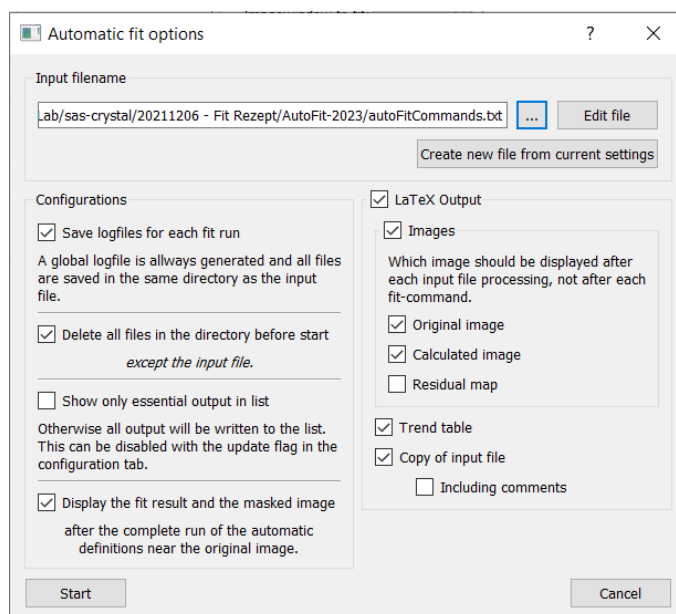 Automatic fit options
?
Input filename
Lab/sas-crystal/20211206 - Fit Rezept/AutoFit-2023/autoFitCommands.txt
...
Edit file
Create new file from current settings
Configurations
Save logfiles for each fit run
A global logfile is allways generated and all files
are saved in the same directory as the input
file.
Delete all files in the directory before start
except the input file.
Show only essential output in list
Otherwise all output will be written to the list.
This can be disabled with the update flag in the
configuration tab.
Display the fit result and the masked image
after the complete run of the automatic
definitions near the original image.
LaTeX Output
Images
Which image should be displayed after
each input file processing, not after each
fit-command.
Original image
Calculated image
Residual map
Trend table
Copy of input file
Including comments
Start
Cancel